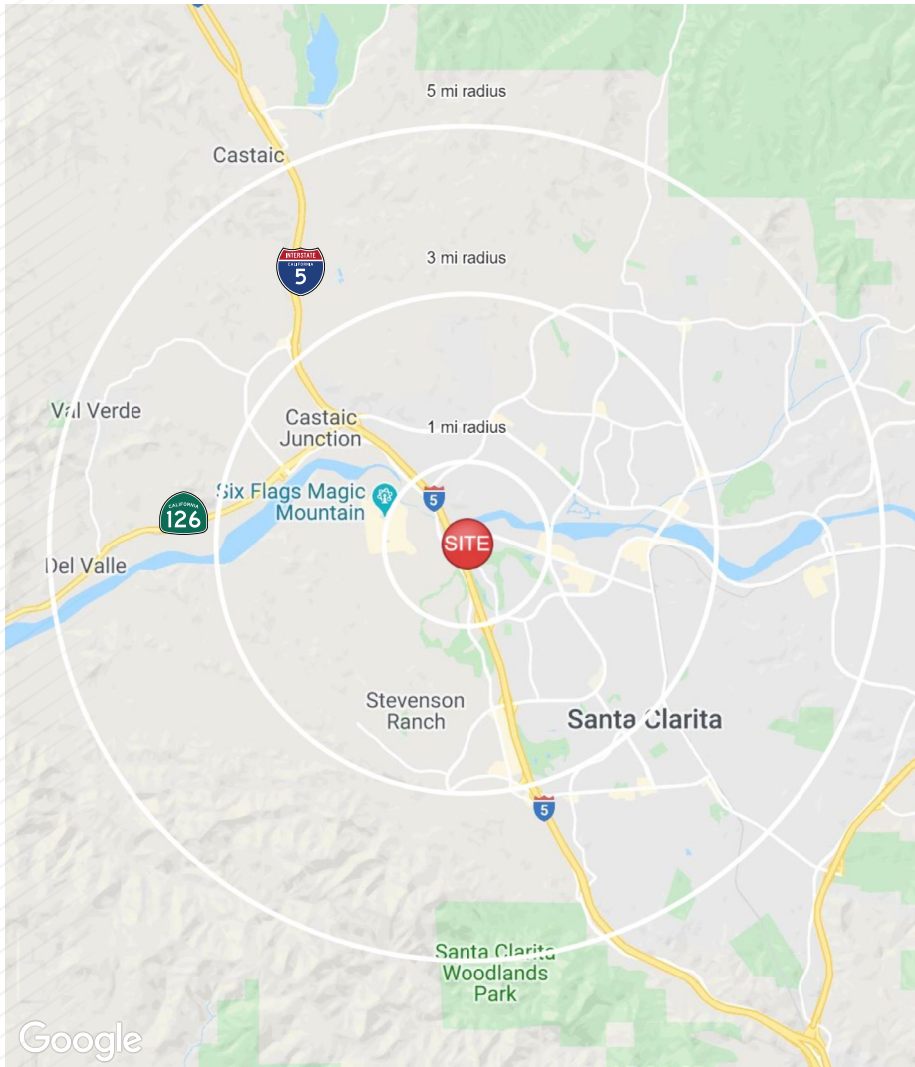 5 mi radius
Castaic
INTERSTATE
CALIFORNIA
5
3 mi radius
Val Verde
Castaic
Junction
1 mi radius
Six Flags Magic
Mountain
5
CALIFORNIA
126
SITE
Del Valle
Stevenson
Ranch
Santa Clarita
5
Santa Clarita
Woodlands
Park
Google